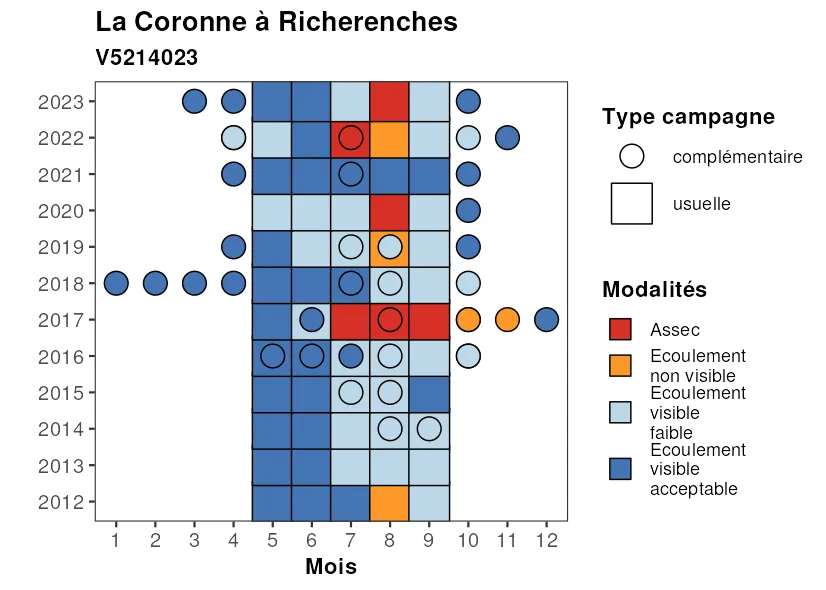 La Coronne à Richerenches
V5214023
2023
2022
2021
2020
2019
2018
2017
2016
2015
2014
2013
2012
1 2 3 4 5 6 7 8 9 10 11 12
Mois
Type campagne
complémentaire
usuelle
Modalités
Assec
Ecoulement
non visible
Ecoulement
visible
faible
Ecoulement
visible
acceptable